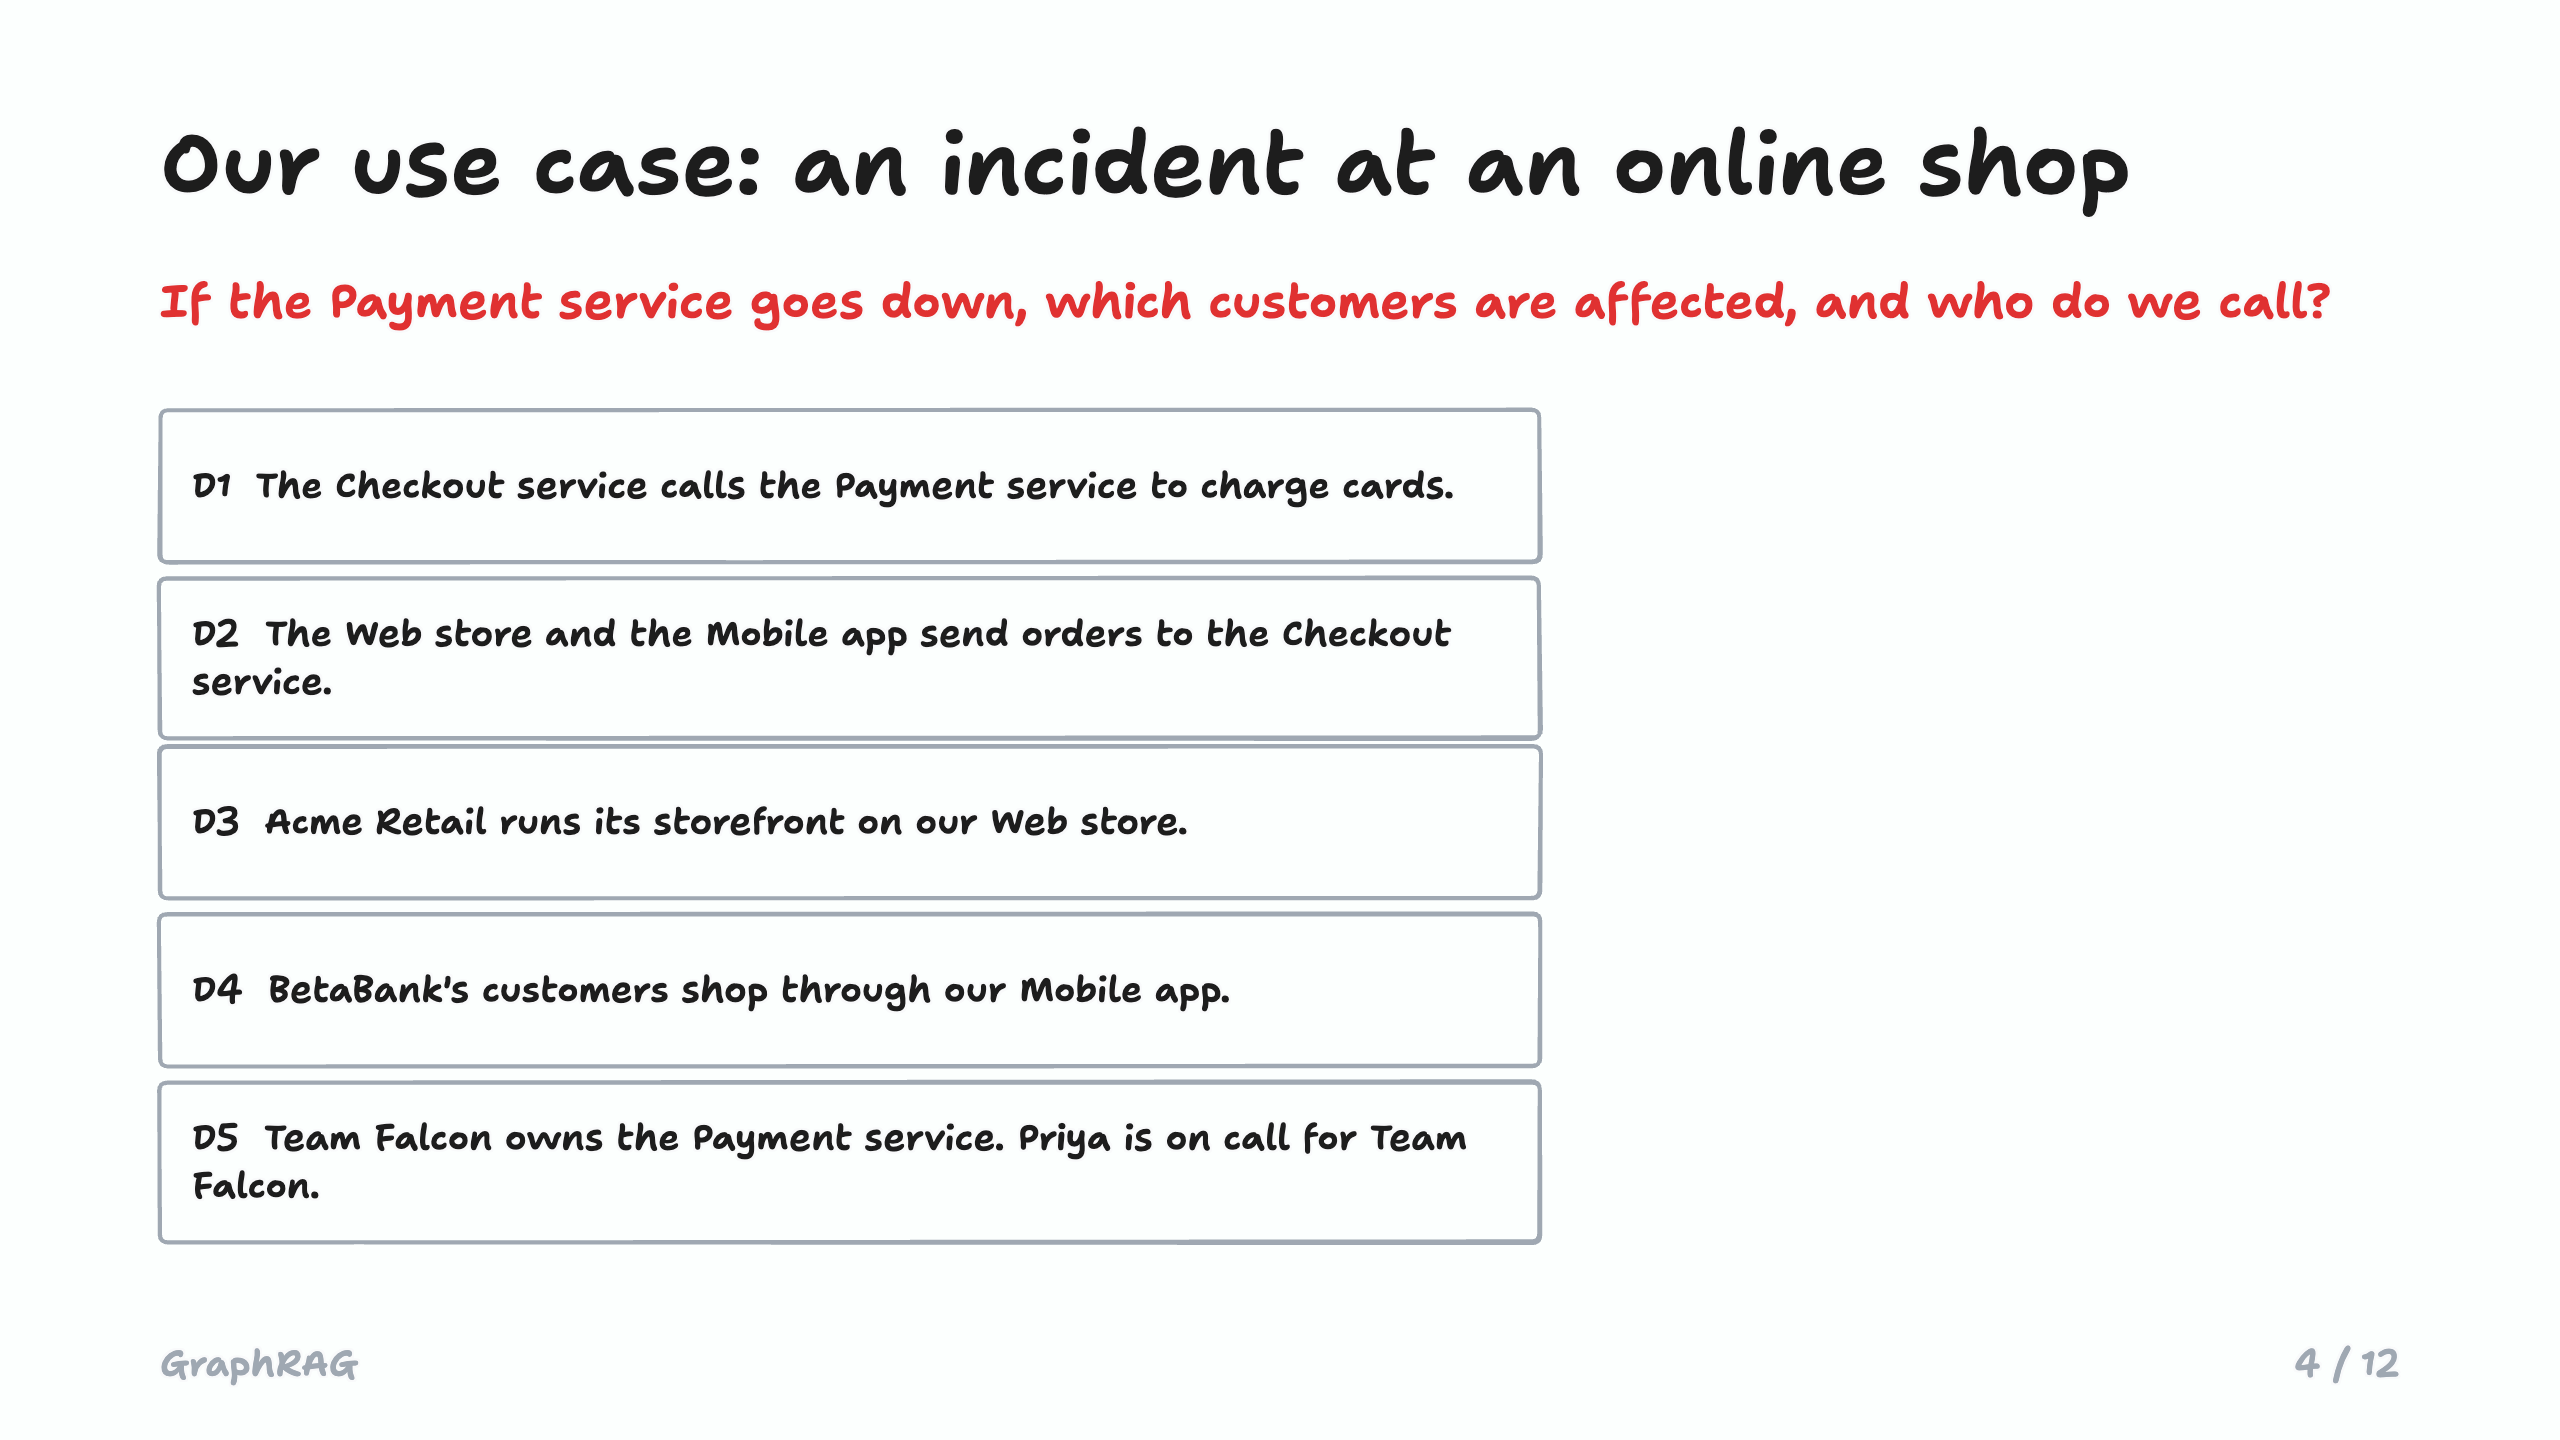 Our use case: an incident at an online shop
If the Payment service goes down, which customers are affected, and who do we call?
D1 The Checkout service calls the Payment service to charge cards.
D2 The Web store and the Mobile app send orders to the Checkout
service.
D3 Acme Retail runs its storefront on our Web store.
D4 BetaBank's customers shop through our Mobile app.
D5 Team Falcon owns the Payment service. Priya is on call for Team
Falcon.
GraphRAG
4 / 12